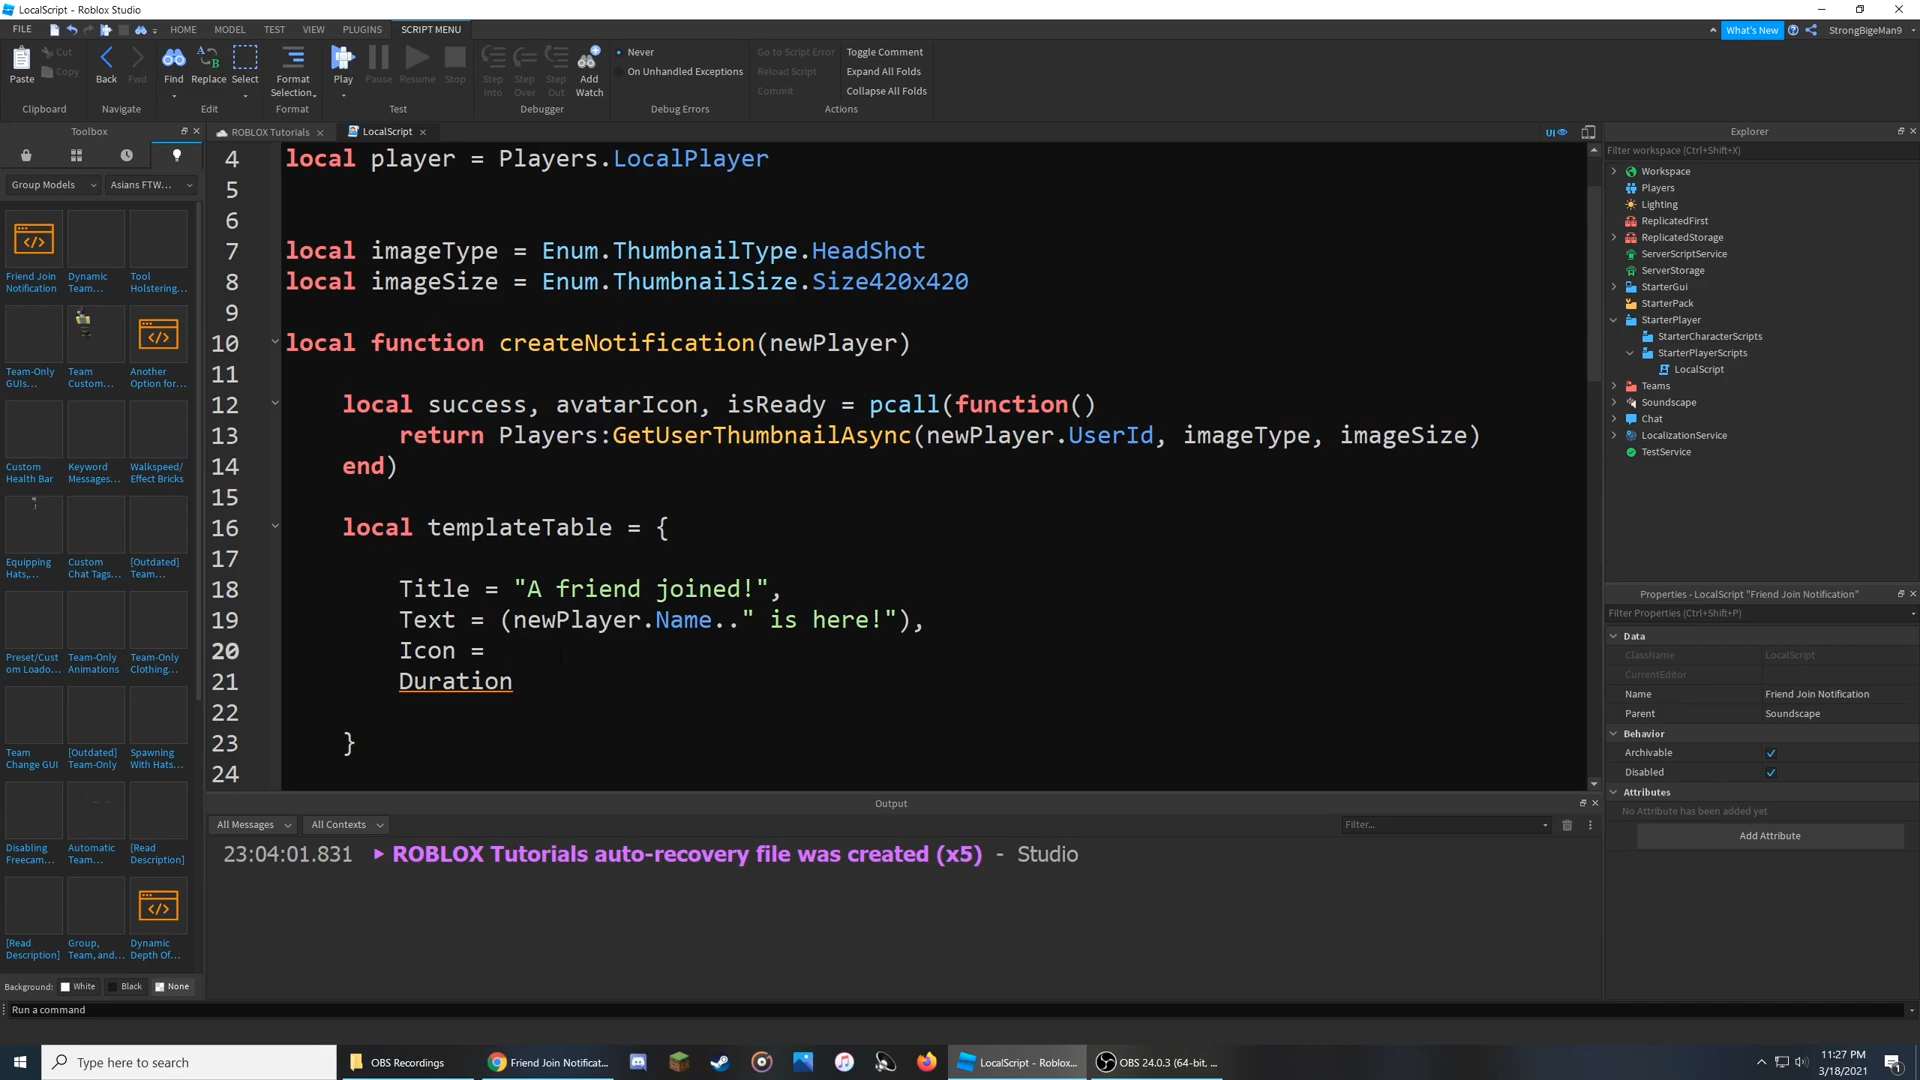 LocalScript - Roblox Studio
FILE
HOME
MODEL
TEST
VIEW
PLUGINS
SCRIPT MENU
What's New
StrongBigeMan9
Paste
Cut
Copy
Clipboard
Back
Fwd
Navigate
Find
Replace
Select
Edit
Format
Selection
Format
Play
Pause
Resume
Stop
Test
Step
Into
Step
Over
Step
Out
Add
Watch
Debugger
Never
On Unhandled Exceptions
Debug Errors
Go to Script Error
Reload Script
Commit
Toggle Comment
Expand All Folds
Collapse All Folds
Actions
Toolbox
Group Models
Asians FTW...
Friend Join
Notification
Dynamic
Team...
Tool
Holstering...
Team-Only
GUIs...
Team
Custom...
Another
Option for...
Custom
Health Bar
Keyword
Messages...
Walkspeed/
Effect Bricks
Equipping
Hats,...
Custom
Chat Tags...
[Outdated]
Team...
Preset/Cust
om Loado...
Team-Only
Animations
Team-Only
Clothing...
Team
Change GUI
[Outdated]
Team-Only
Spawning
With Hats...
Disabling
Freecam...
Automatic
Team...
[Read
Description]
[Read
Description]
Group,
Team, and...
Dynamic
Depth Of...
Background:
White
Black
None
ROBLOX Tutorials
LocalScript
UI
4 local player = Players.LocalPlayer
5
6
7 local imageType = Enum.ThumbnailType.HeadShot
8 local imageSize = Enum.ThumbnailSize.Size420x420
9
10 local function createNotification(newPlayer)
11
12 local success, avatarIcon, isReady = pcall(function()
13 return Players:GetUserThumbnailAsync(newPlayer.UserId, imageType, imageSize)
14 end)
15
16 local templateTable = {
17
18 Title = "A friend joined!",
19 Text = (newPlayer.Name.." is here!"),
20 Icon =
21 Duration
22
23 }
24
Output
All Messages
All Contexts
Filter...
23:04:01.831 ROBLOX Tutorials auto-recovery file was created (x5) - Studio
Explorer
Filter workspace (Ctrl+Shift+X)
Workspace
Players
Lighting
ReplicatedFirst
ReplicatedStorage
ServerScriptService
ServerStorage
StarterGui
StarterPack
StarterPlayer
StarterCharacterScripts
StarterPlayerScripts
LocalScript
Teams
Soundscape
Chat
LocalizationService
TestService
Properties - LocalScript "Friend Join Notification"
Filter Properties (Ctrl+Shift+P)
Data
ClassName LocalScript
CurrentEditor
Name Friend Join Notification
Parent Soundscape
Behavior
Archivable
Disabled
Attributes
No Attribute has been added yet
Add Attribute
Run a command
Type here to search
OBS Recordings
Friend Join Notificat...
LocalScript - Roblox...
OBS 24.0.3 (64-bit, ...
11:27 PM
3/18/2021
1